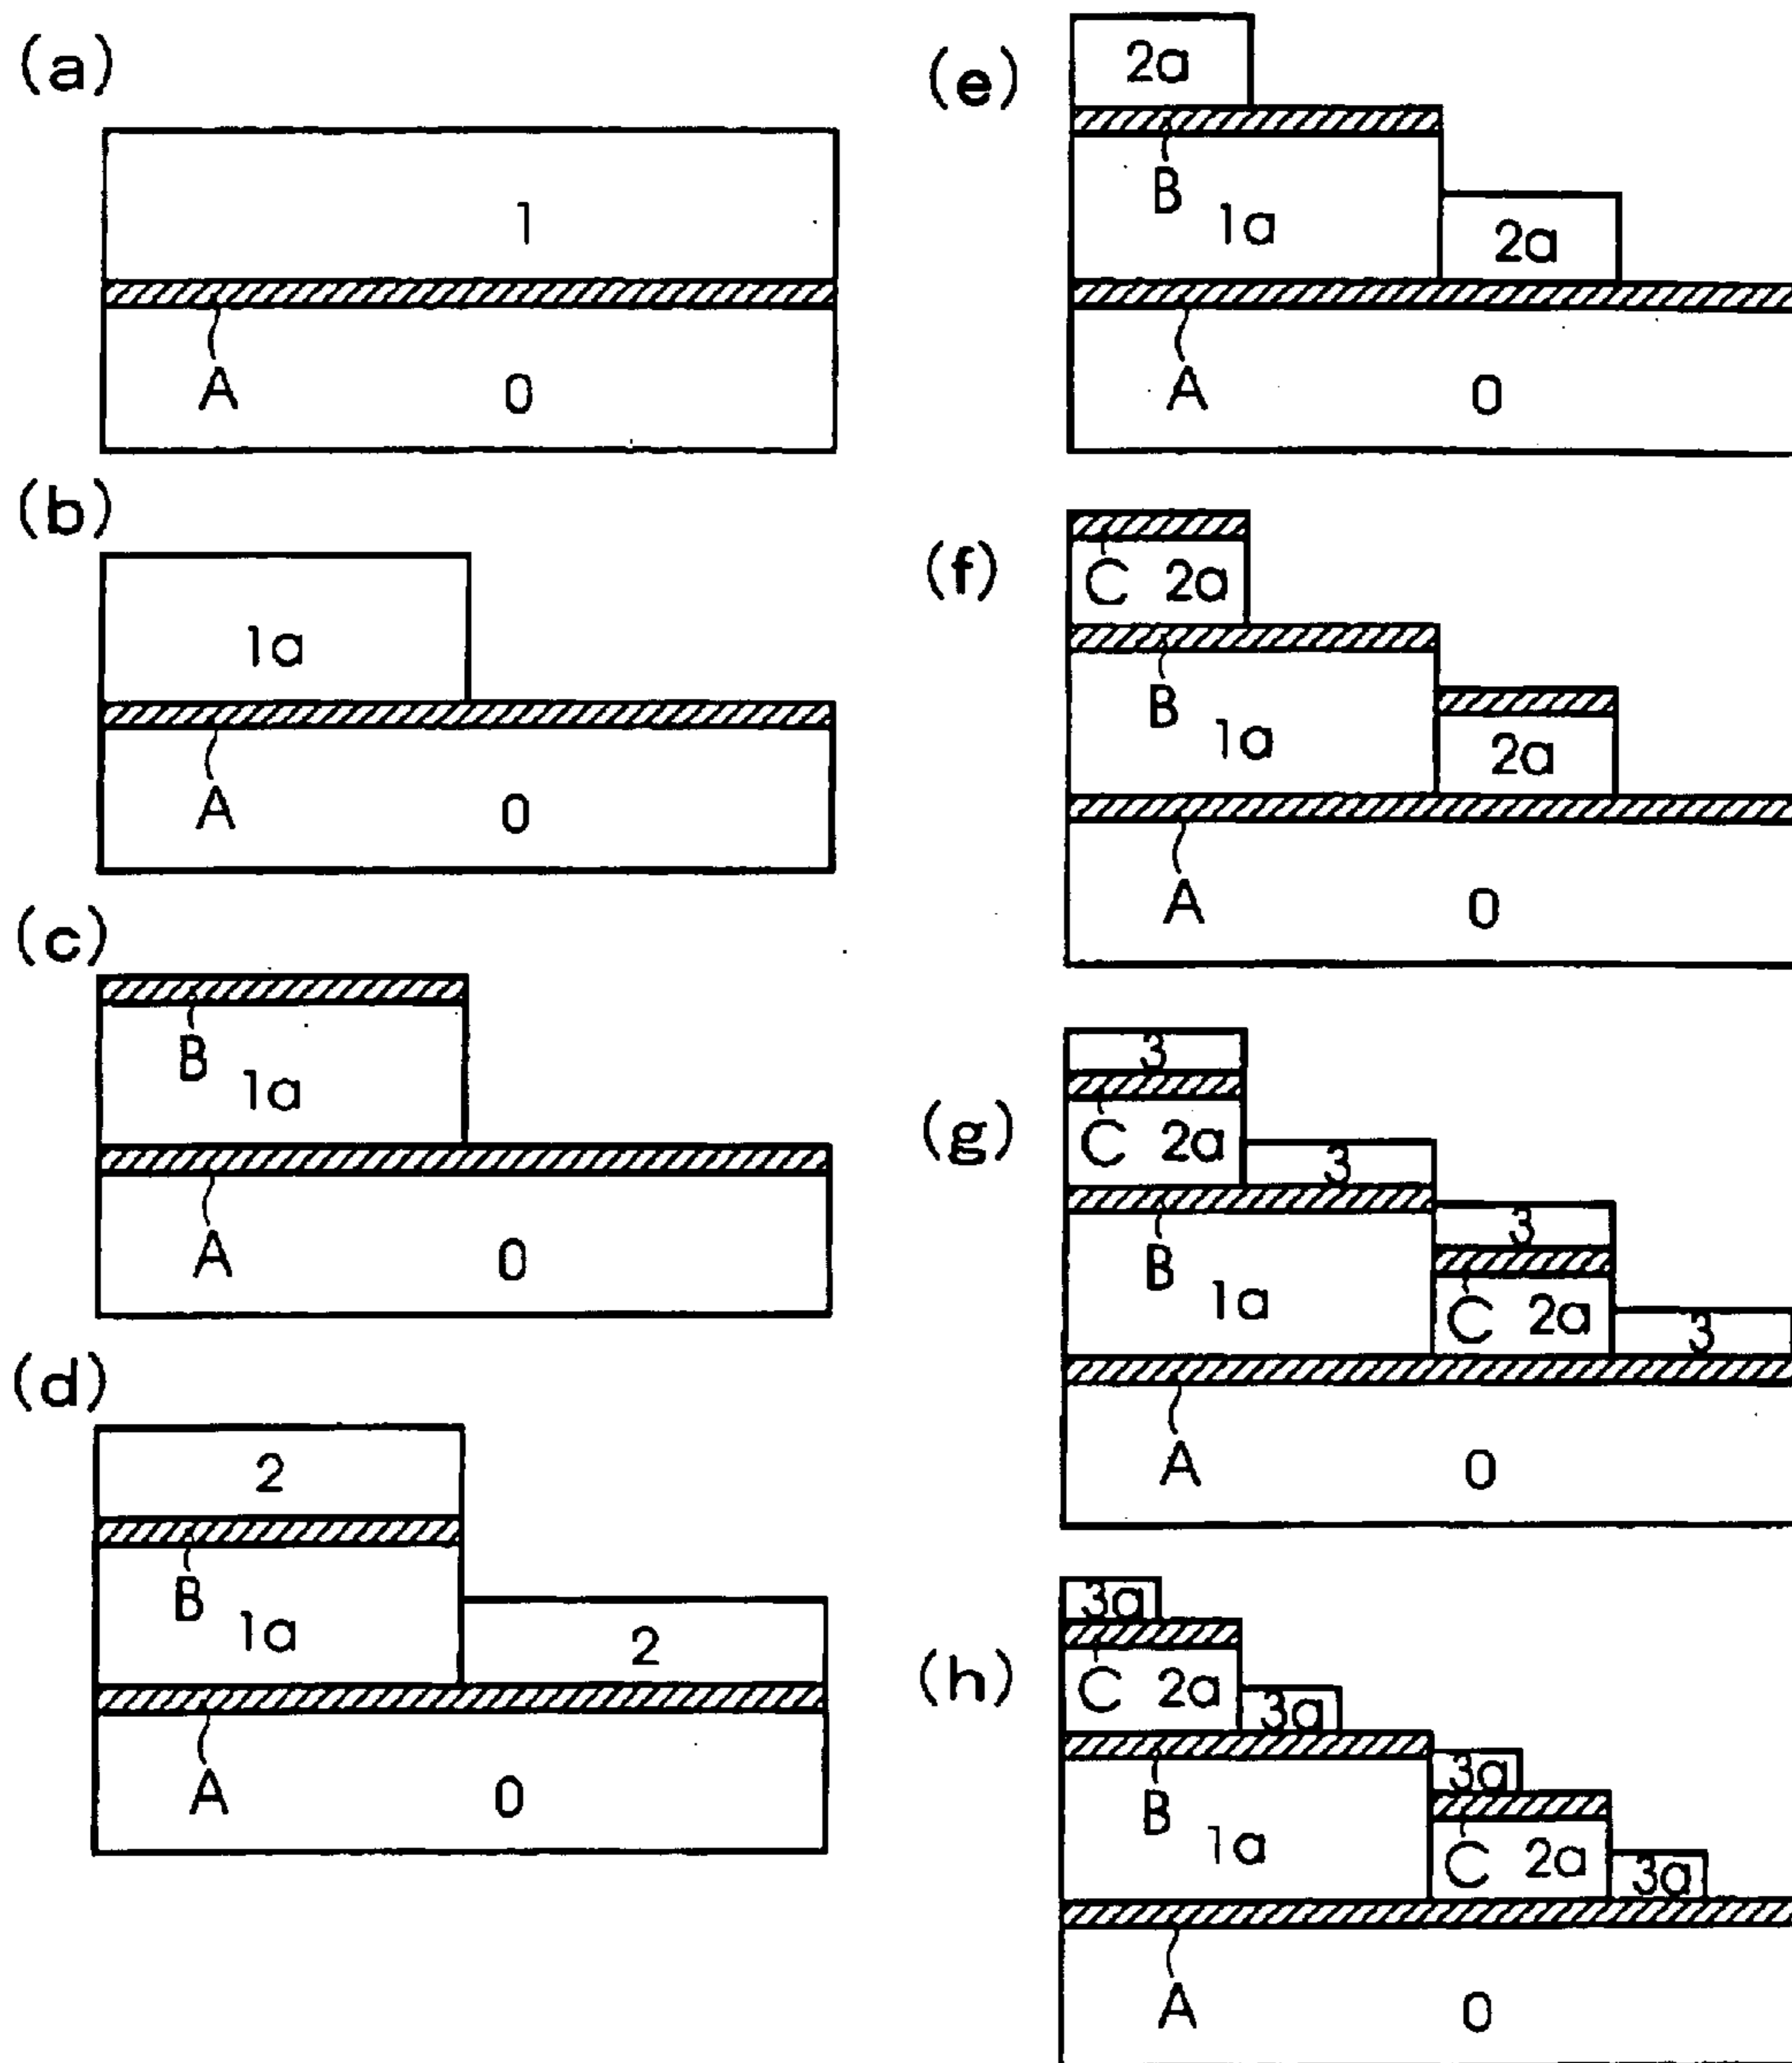 (a)
1
A 0
(b)
1a
A 0
(c)
B 1a
A 0
(d)
2
B 1a 2
A 0
(e)
2a
B 1a 2a
A 0
(f)
C 2a
B 1a 2a
A 0
(g)
3
C 2a 3
3
B 1a C 2a 3
A 0
(h)
3a
C 2a 3a
3a
B 1a C 2a 3a
A 0